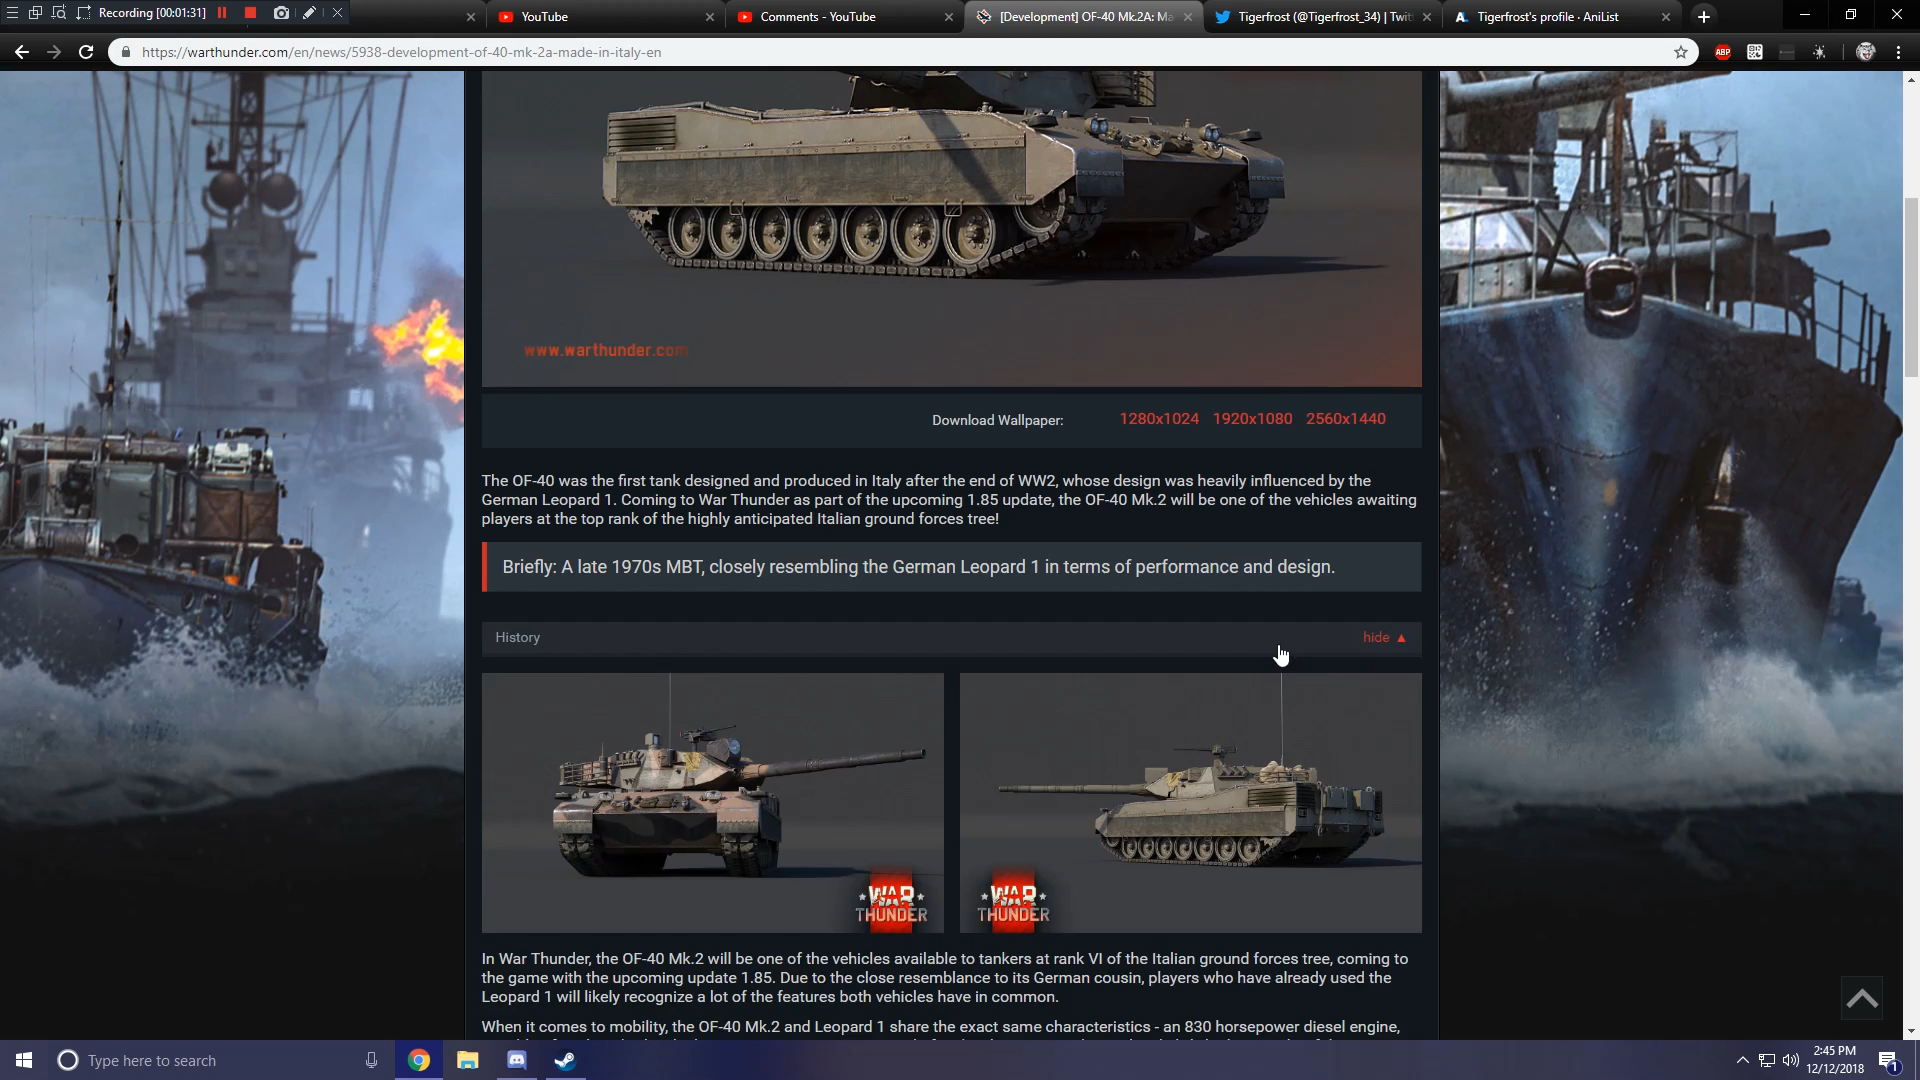 Recording [00:01:31]
YouTube
Comments - YouTube
[Development] OF-40 Mk.2A: Ma
Tigerfrost (@Tigerfrost_34) | Twit
Tigerfrost's profile · AniList
https://warthunder.com/en/news/5938-development-of-40-mk-2a-made-in-italy-en
ABP
www.warthunder.com
Download Wallpaper: 1280x1024 1920x1080 2560x1440
The OF-40 was the first tank designed and produced in Italy after the end of WW2, whose design was heavily influenced by the
German Leopard 1. Coming to War Thunder as part of the upcoming 1.85 update, the OF-40 Mk.2 will be one of the vehicles awaiting
players at the top rank of the highly anticipated Italian ground forces tree!
Briefly: A late 1970s MBT, closely resembling the German Leopard 1 in terms of performance and design.
History hide ▲
WAR THUNDER
WAR THUNDER
In War Thunder, the OF-40 Mk.2 will be one of the vehicles available to tankers at rank VI of the Italian ground forces tree, coming to
the game with the upcoming update 1.85. Due to the close resemblance to its German cousin, players who have already used the
Leopard 1 will likely recognize a lot of the features both vehicles have in common.
When it comes to mobility, the OF-40 Mk.2 and Leopard 1 share the exact same characteristics - an 830 horsepower diesel engine,
Type here to search
2:45 PM
12/12/2018
1